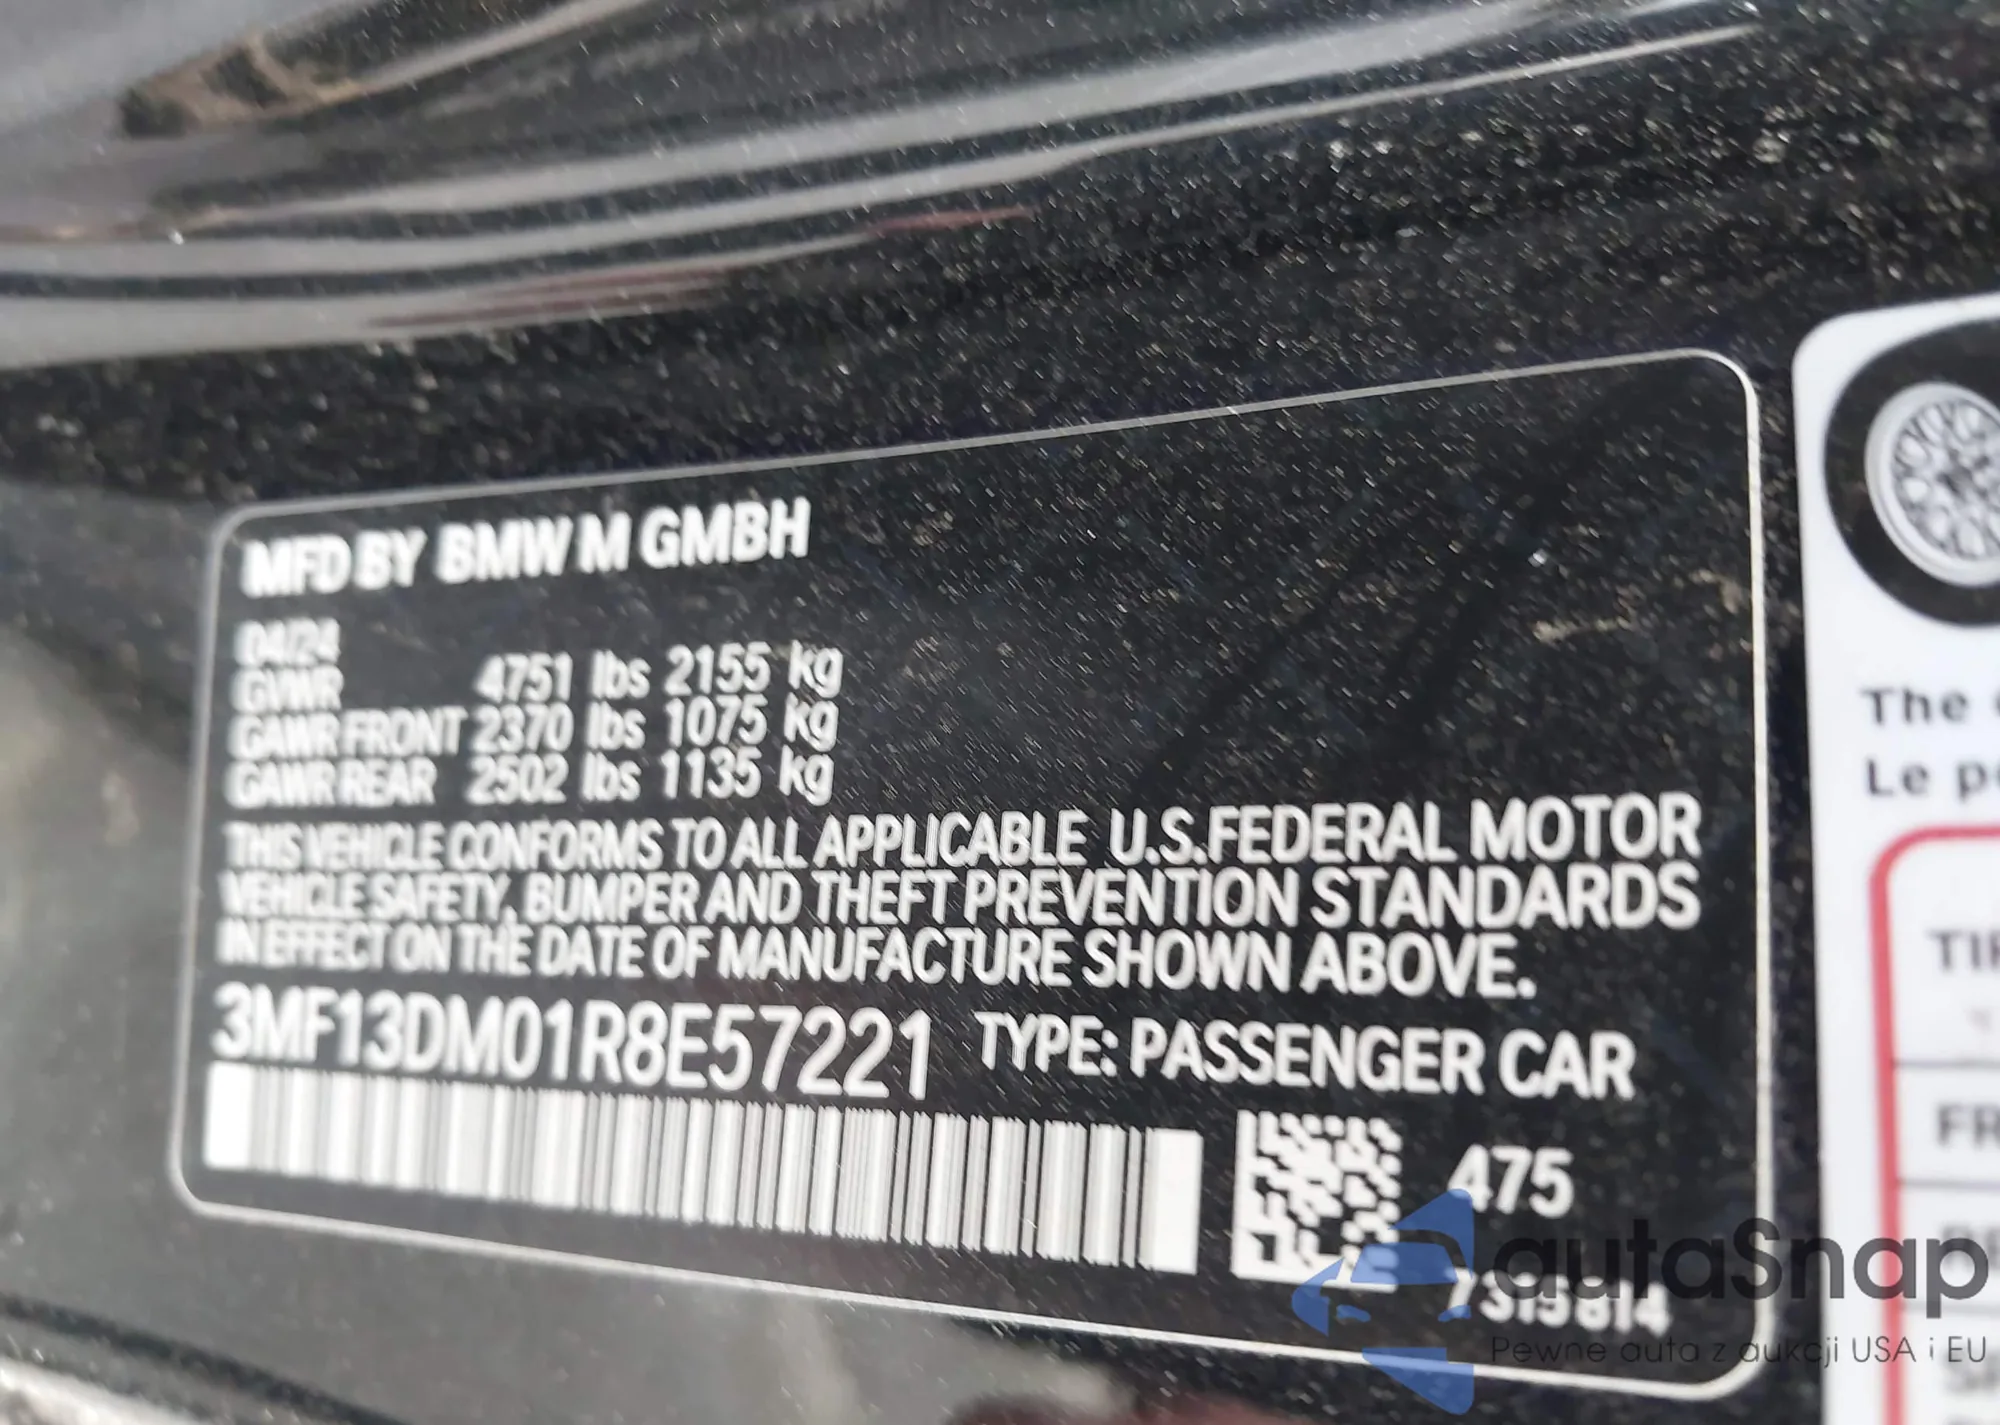 MFD BY BMW M GMBH
04/24
GVWR 4751 lbs 2155 kg
GAWR FRONT 2370 lbs 1075 kg
GAWR REAR 2502 lbs 1135 kg
THIS VEHICLE CONFORMS TO ALL APPLICABLE U.S.FEDERAL MOTOR
VEHICLE SAFETY, BUMPER AND THEFT PREVENTION STANDARDS
IN EFFECT ON THE DATE OF MANUFACTURE SHOWN ABOVE.
3MF13DM01R8E57221 TYPE: PASSENGER CAR
475
7315814
autaSnap
Pewne auta z aukcji USA i EU
The
Le